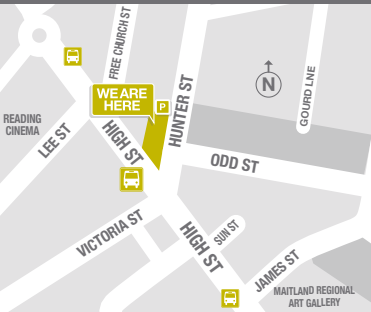 FREE CHURCH ST
WE ARE
HERE
P
HUNTER ST
N
GOURD LNE
READING
CINEMA
LEE ST
HIGH ST
ODD ST
VICTORIA ST
HIGH ST
SUN ST
JAMES ST
MAITLAND REGIONAL
ART GALLERY